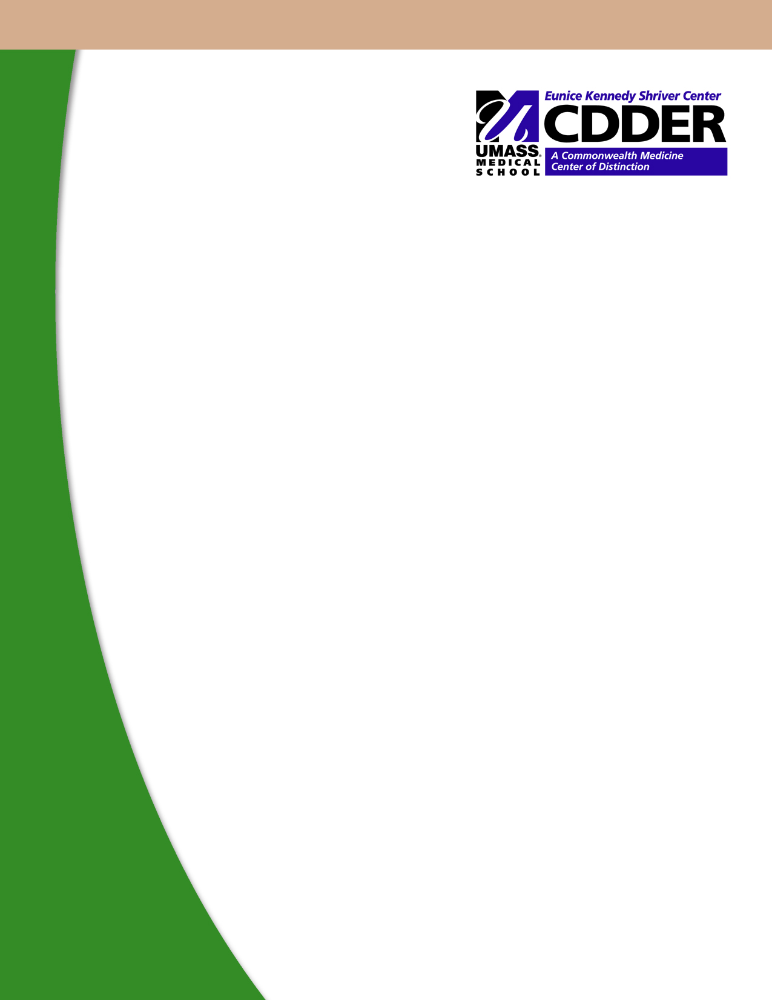 Eunice Kennedy Shriver Center
CDDER
UMASS®
MEDICAL
SCHOOL
A Commonwealth Medicine
Center of Distinction